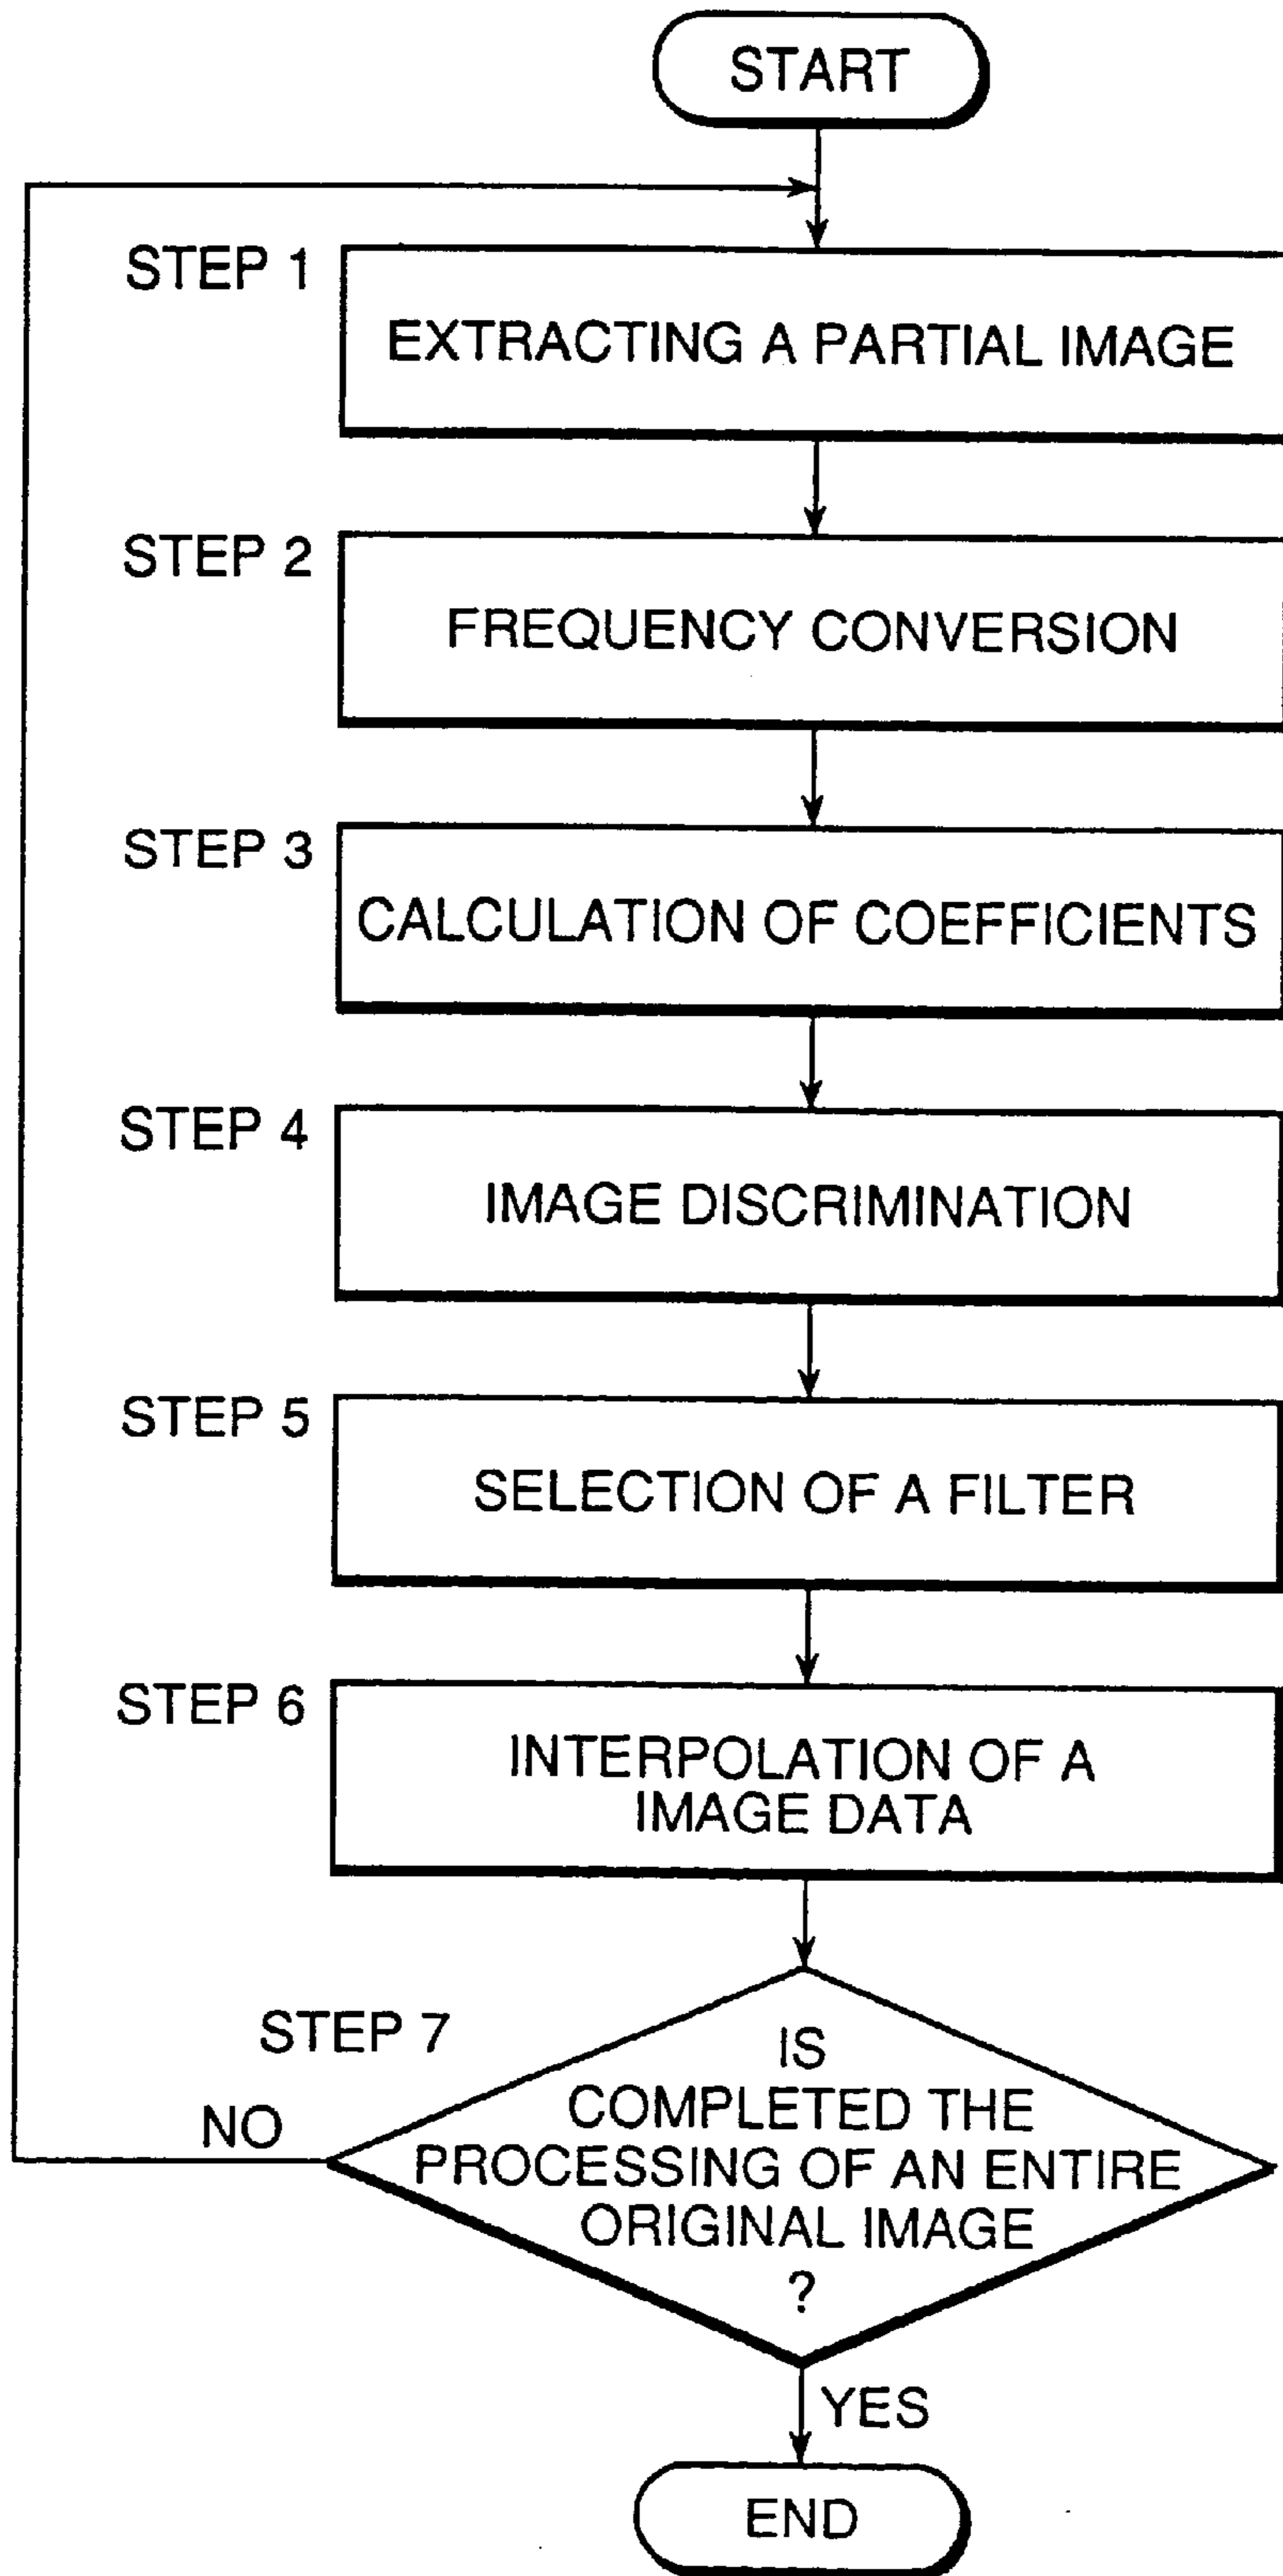 START
STEP 1
EXTRACTING A PARTIAL IMAGE
STEP 2
FREQUENCY CONVERSION
STEP 3
CALCULATION OF COEFFICIENTS
STEP 4
IMAGE DISCRIMINATION
STEP 5
SELECTION OF A FILTER
STEP 6
INTERPOLATION OF A
IMAGE DATA
STEP 7
IS
COMPLETED THE
PROCESSING OF AN ENTIRE
ORIGINAL IMAGE
?
NO
YES
END